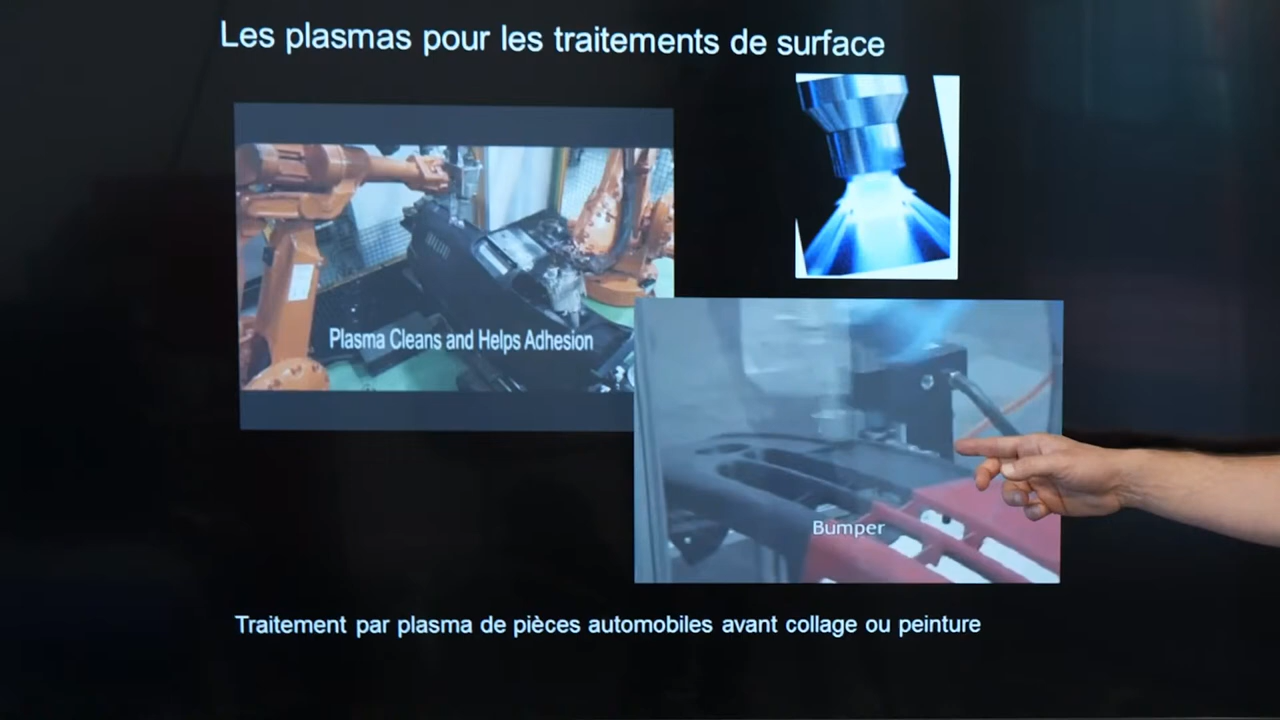 Les plasmas pour les traitements de surface
Plasma Cleans and Helps Adhesion
Bumper
Traitement par plasma de pièces automobiles avant collage ou peinture